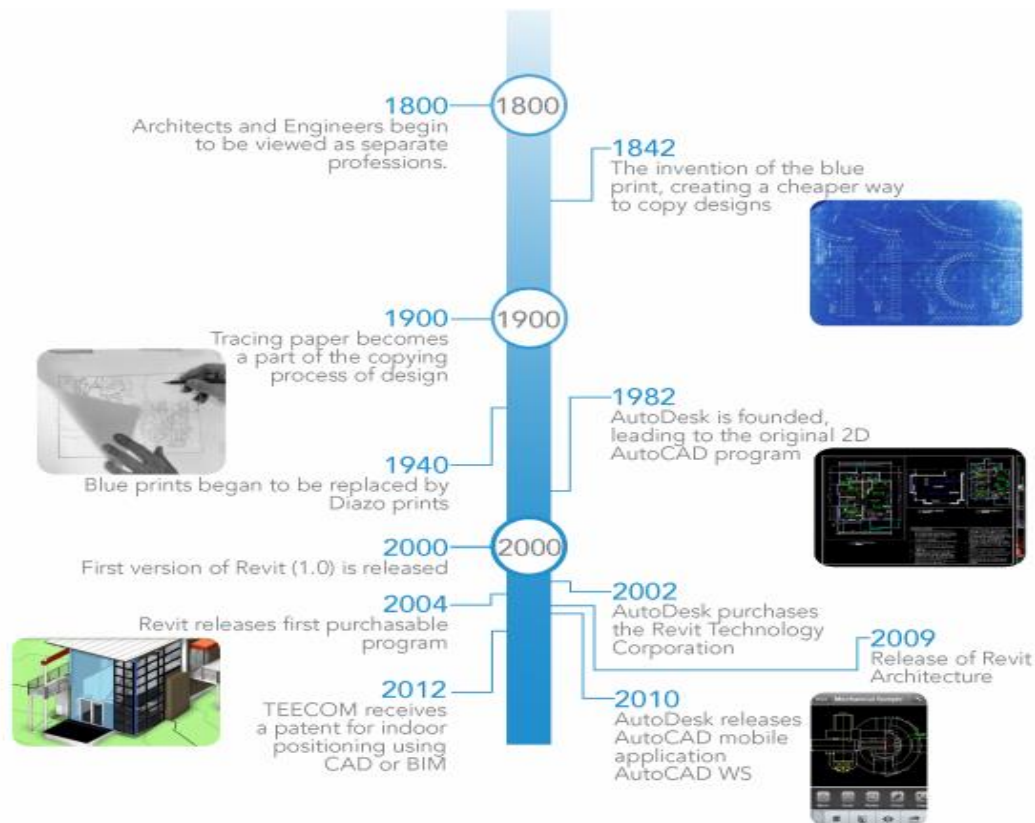 1800
1800
Architects and Engineers begin
to be viewed as separate
professions.
1842
The invention of the blue
print, creating a cheaper way
to copy designs
1900
1900
Tracing paper becomes
a part of the copying
process of design
1982
AutoDesk is founded,
leading to the original 2D
AutoCAD program
1940
Blue prints began to be replaced by
Diazo prints
2000
2000
First version of Revit (1.0) is released
2002
AutoDesk purchases
the Revit Technology
Corporation
2004
Revit releases first purchasable
program
2009
Release of Revit
Architecture
2012
TEECOM receives
a patent for indoor
positioning using
CAD or BIM
2010
AutoDesk releases
AutoCAD mobile
application
AutoCAD WS
Mechanical Sample